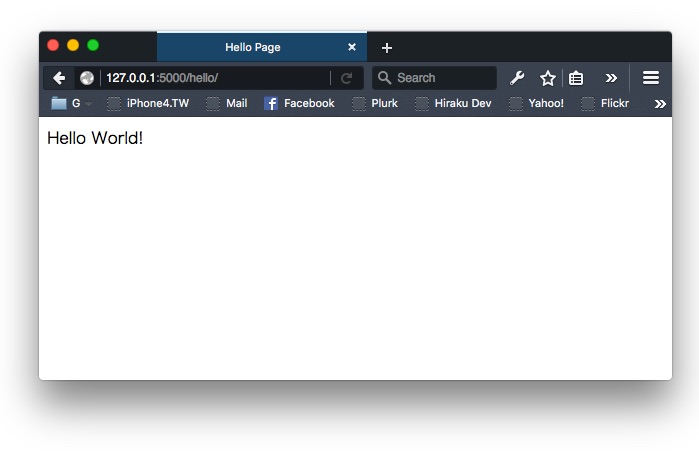 Hello Page
127.0.0.1:5000/hello/
Search
G iPhone4.TW Mail Facebook Plurk Hiraku Dev Yahoo! Flickr
Hello World!